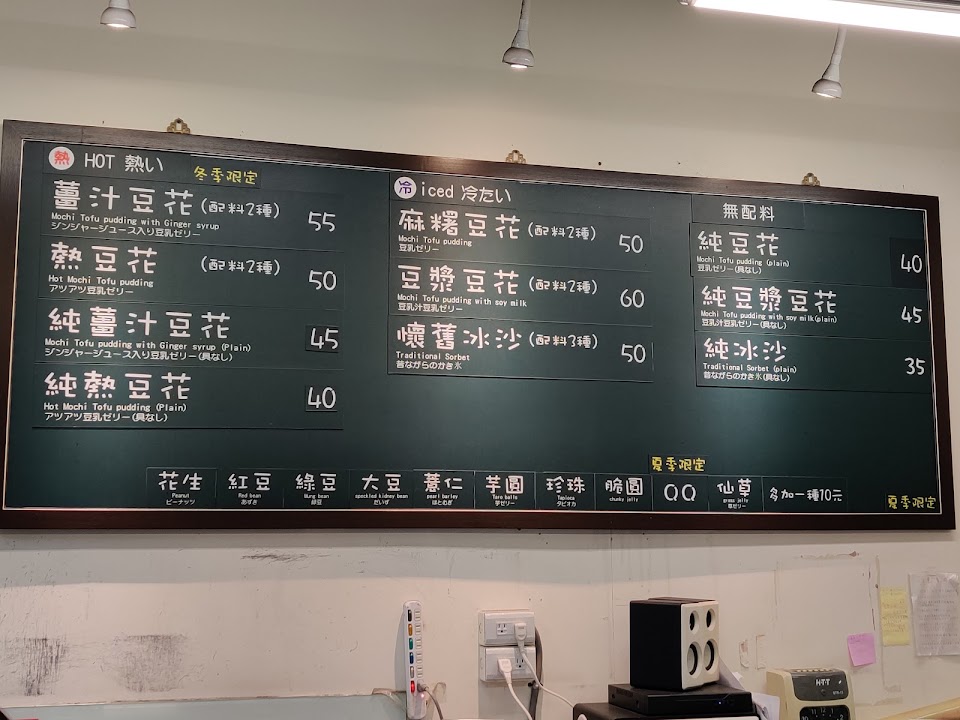 熱 HOT 熱い 冬季限定
薑汁豆花(配料2種) 55
Mochi Tofu pudding with Ginger syrup
ジンジャージュース入り豆乳ゼリー
熱豆花 (配料2種) 50
Hot Mochi Tofu pudding
アツアツ豆乳ゼリー
純薑汁豆花 45
Mochi Tofu pudding with Ginger syrup (Plain)
ジンジャージュース入り豆乳ゼリー(具なし)
純熱豆花 40
Hot Mochi Tofu pudding (Plain)
アツアツ豆乳ゼリー(具なし)
冷 iced 冷たい
麻糬豆花(配料2種) 50
Mochi Tofu pudding
豆乳ゼリー
豆漿豆花(配料2種) 60
Mochi Tofu pudding with soy milk
豆乳汁豆乳ゼリー
懷舊冰沙(配料3種) 50
Traditional Sorbet
昔ながらのかき氷
無配料
純豆花 40
Mochi Tofu pudding (plain)
豆乳ゼリー(具なし)
純豆漿豆花 45
Mochi Tofu pudding with soy milk(plain)
豆乳汁豆乳ゼリー(具なし)
純冰沙 35
Traditional Sorbet (plain)
昔ながらのかき氷(具なし)
夏季限定
花生 紅豆 綠豆 大豆 薏仁 芋圓 珍珠 脆圓 QQ 仙草 多加一種10元
Peanut Red bean Mung bean speckled kidney bean pearl barley Taro balls Tapioca chunky jelly grass jelly
ピーナッツ あずき 緑豆 だいず はとむぎ 芋ゼリー タピオカ 草ゼリー
夏季限定